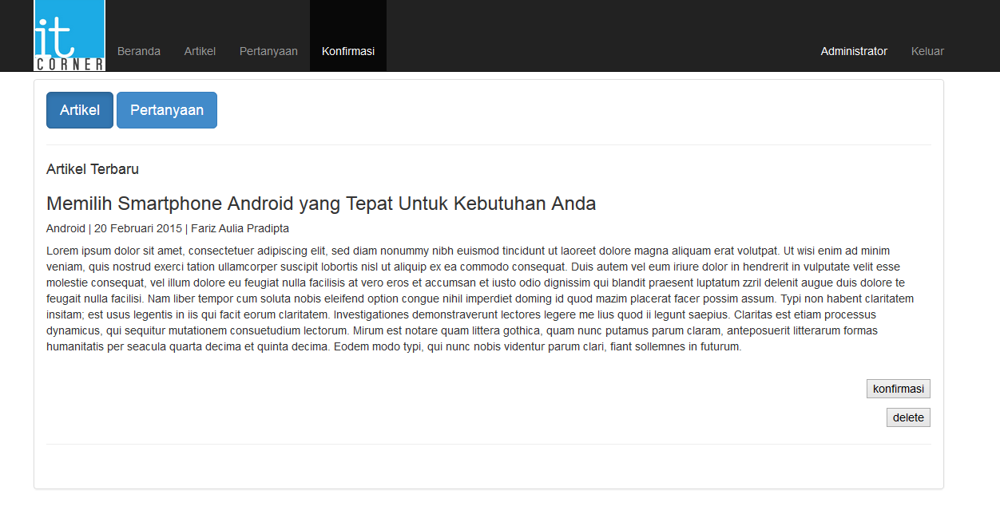 it
CORNER
Beranda Artikel Pertanyaan Konfirmasi Administrator Keluar
Artikel Pertanyaan
Artikel Terbaru
Memilih Smartphone Android yang Tepat Untuk Kebutuhan Anda
Android | 20 Februari 2015 | Fariz Aulia Pradipta
Lorem ipsum dolor sit amet, consectetuer adipiscing elit, sed diam nonummy nibh euismod tincidunt ut laoreet dolore magna aliquam erat volutpat. Ut wisi enim ad minim
veniam, quis nostrud exerci tation ullamcorper suscipit lobortis nisl ut aliquip ex ea commodo consequat. Duis autem vel eum iriure dolor in hendrerit in vulputate velit esse
molestie consequat, vel illum dolore eu feugiat nulla facilisis at vero eros et accumsan et iusto odio dignissim qui blandit praesent luptatum zzril delenit augue duis dolore te
feugait nulla facilisi. Nam liber tempor cum soluta nobis eleifend option congue nihil imperdiet doming id quod mazim placerat facer possim assum. Typi non habent claritatem
insitam; est usus legentis in iis qui facit eorum claritatem. Investigationes demonstraverunt lectores legere me lius quod ii legunt saepius. Claritas est etiam processus
dynamicus, qui sequitur mutationem consuetudium lectorum. Mirum est notare quam littera gothica, quam nunc putamus parum claram, anteposuerit litterarum formas
humanitatis per seacula quarta decima et quinta decima. Eodem modo typi, qui nunc nobis videntur parum clari, fiant sollemnes in futurum.
konfirmasi
delete